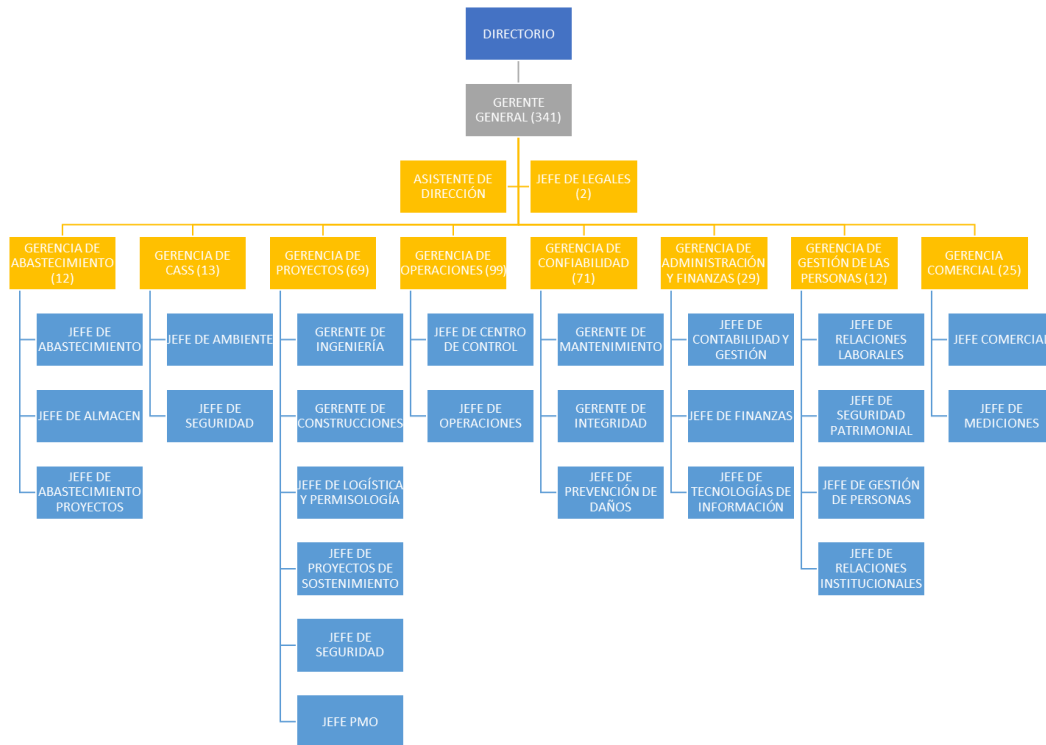 DIRECTORIO
GERENTE
GENERAL (341)
ASISTENTE DE
DIRECCIÓN
JEFE DE LEGALES
(2)
GERENCIA DE
ABASTECIMIENTO
(12)
GERENCIA DE
CASS (13)
GERENCIA DE
PROYECTOS (69)
GERENCIA DE
OPERACIONES (99)
GERENCIA DE
CONFIABILIDAD
(71)
GERENCIA DE
ADMINISTRACIÓN
Y FINANZAS (29)
GERENCIA DE
GESTIÓN DE LAS
PERSONAS (12)
GERENCIA
COMERCIAL (25)
JEFE DE
ABASTECIMIENTO
JEFE DE ALMACEN
JEFE DE
ABASTECIMIENTO
PROYECTOS
JEFE DE AMBIENTE
JEFE DE
SEGURIDAD
GERENTE DE
INGENIERÍA
GERENTE DE
CONSTRUCCIONES
JEFE DE LOGÍSTICA
Y PERMISOLOGÍA
JEFE DE
PROYECTOS DE
SOSTENIMIENTO
JEFE DE
SEGURIDAD
JEFE PMO
JEFE DE CENTRO
DE CONTROL
JEFE DE
OPERACIONES
GERENTE DE
MANTENIMIENTO
GERENTE DE
INTEGRIDAD
JEFE DE
PREVENCIÓN DE
DAÑOS
JEFE DE
CONTABILIDAD Y
GESTIÓN
JEFE DE FINANZAS
JEFE DE
TECNOLOGÍAS DE
INFORMACIÓN
JEFE DE
RELACIONES
LABORALES
JEFE DE
SEGURIDAD
PATRIMONIAL
JEFE DE GESTIÓN
DE PERSONAS
JEFE DE
RELACIONES
INSTITUCIONALES
JEFE COMERCIAL
JEFE DE
MEDICIONES